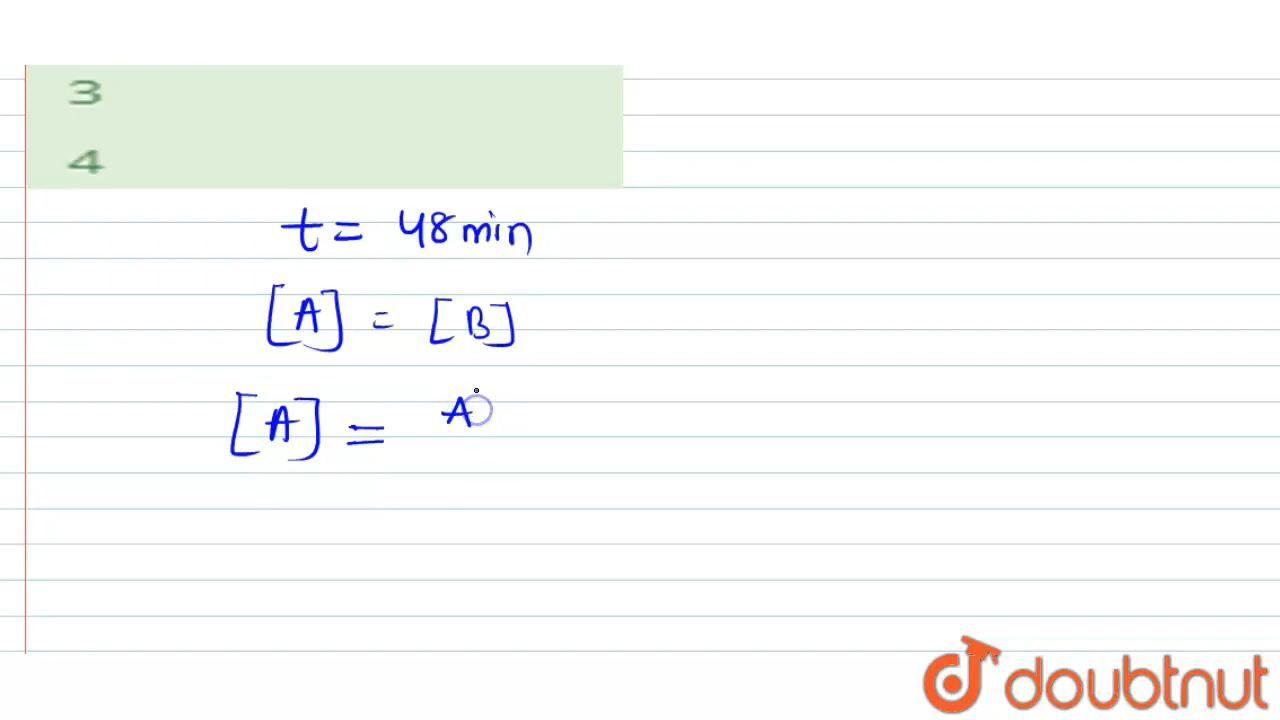 3
4
t = 48 min
[A] = [B]
[A] = A
doubtnut